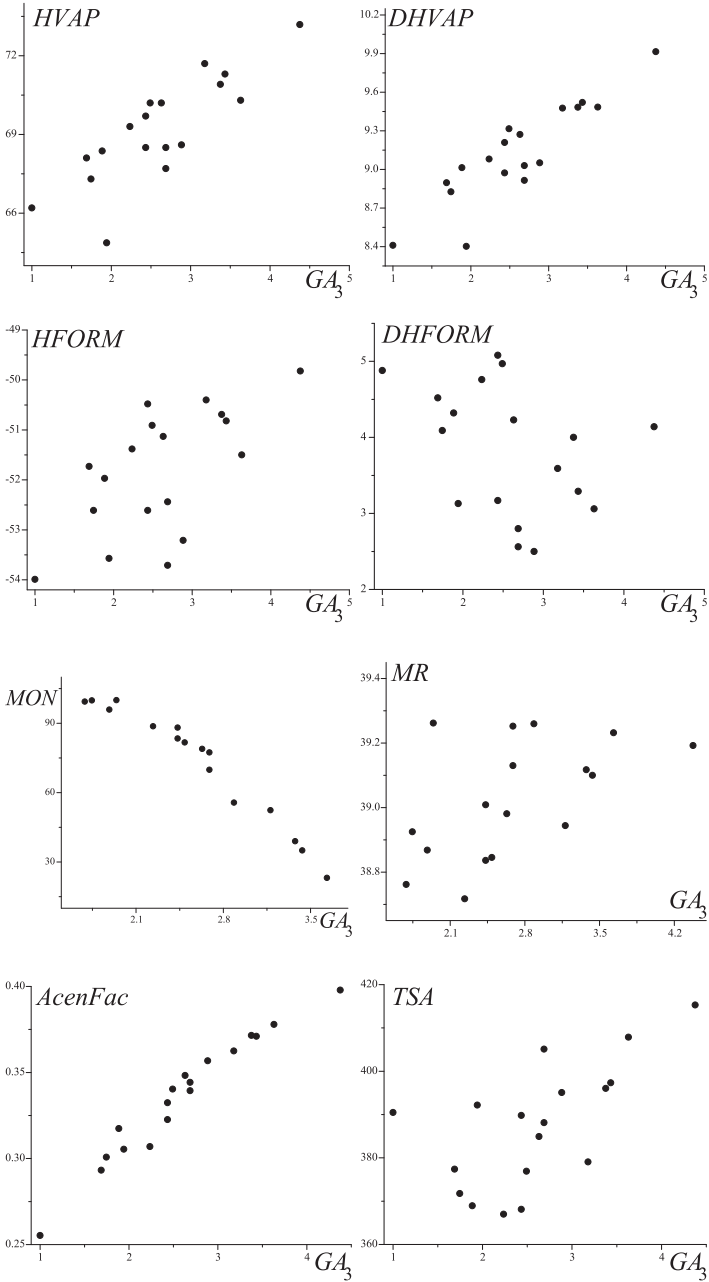 HVAP
72
69
66
1 2 3 4 5
GA3
DHVAP
10.2
9.9
9.6
9.3
9.0
8.7
8.4
1 2 3 4 5
GA3
HFORM
-49
-50
-51
-52
-53
-54
1 2 3 4 5
GA3
DHFORM
5
4
3
2
1 2 3 4 5
GA3
MON
90
60
30
2.1 2.8 3.5
GA3
MR
39.4
39.2
39.0
38.8
2.1 2.8 3.5 4.2
GA3
AcenFac
0.40
0.35
0.30
0.25
1 2 3 4
GA3
TSA
420
400
380
360
1 2 3 4
GA3